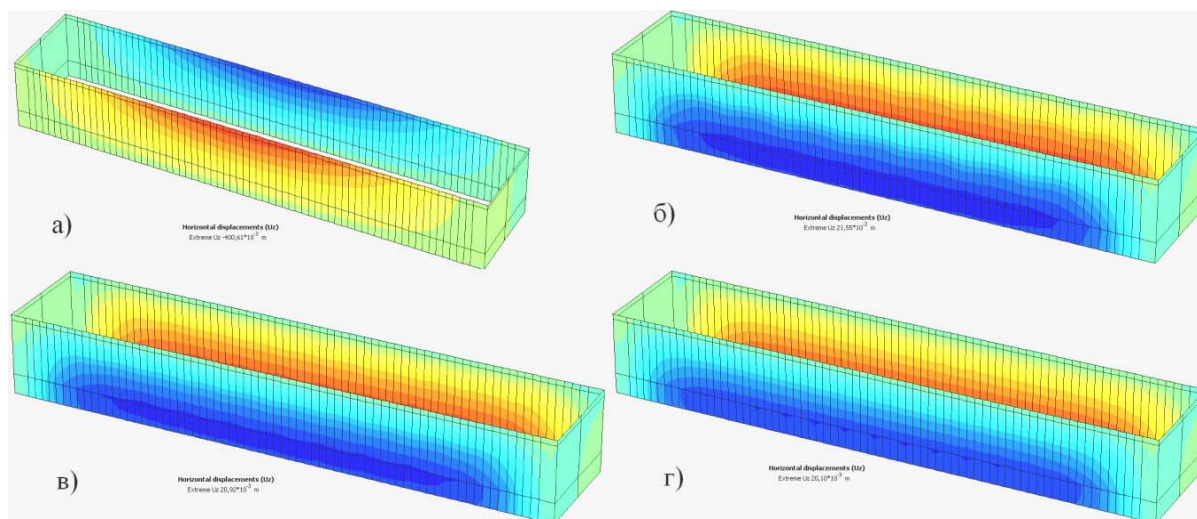 а)
Horizontal displacements (Uz)
Extreme Uz -400,61*10⁻³ m
б)
Horizontal displacements (Uz)
Extreme Uz 21,55*10⁻³ m
в)
Horizontal displacements (Uz)
Extreme Uz 20,92*10⁻³ m
г)
Horizontal displacements (Uz)
Extreme Uz 20,10*10⁻³ m